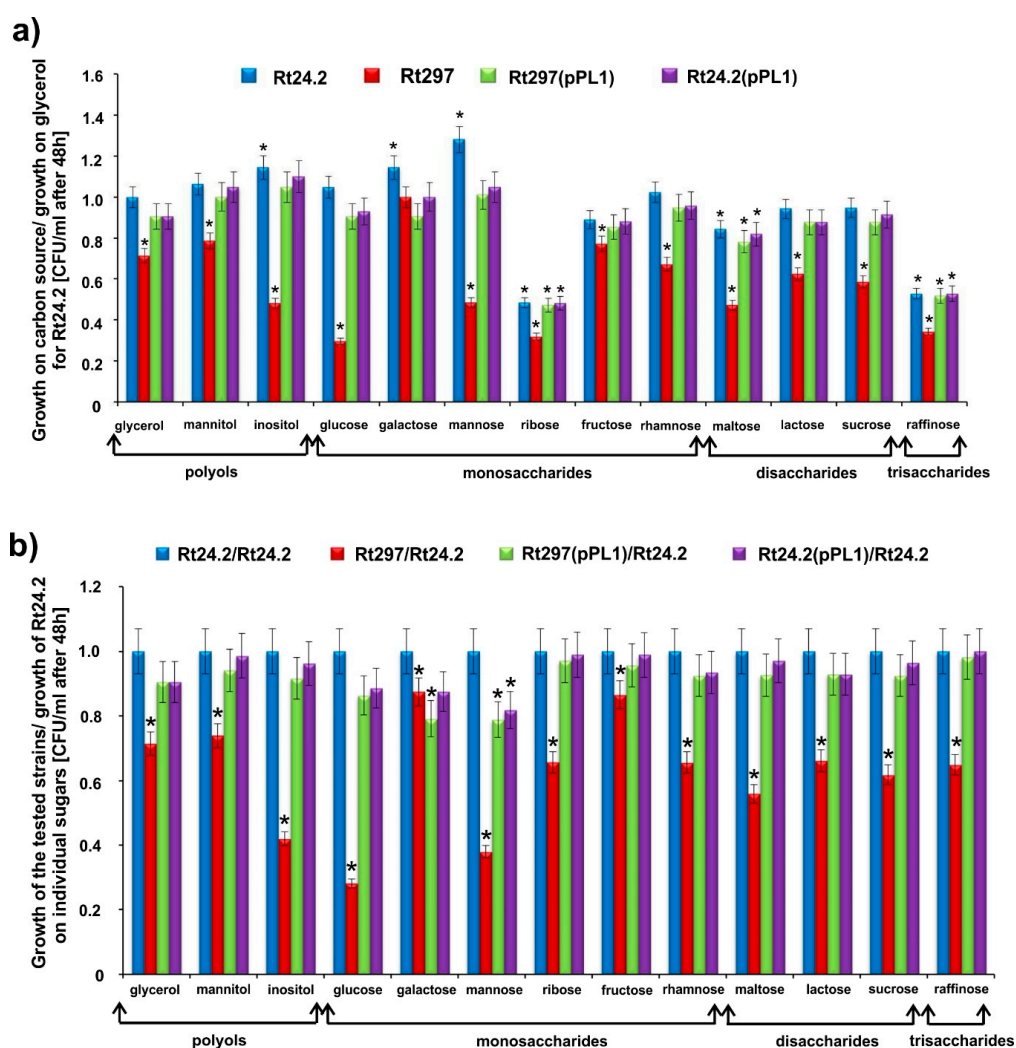 a)
Growth on carbon source/ growth on glycerol
for Rt24.2 [CFU/ml after 48h]
Rt24.2 Rt297 Rt297(pPL1) Rt24.2(pPL1)
1.6
1.4
1.2
1.0
0.8
0.6
0.4
0.2
0
* * * * * * * * * * * * * * * * * * * * * * * *
glycerol mannitol inositol glucose galactose mannose ribose fructose rhamnose maltose lactose sucrose raffinose
polyols monosaccharides disaccharides trisaccharides
b)
Growth of the tested strains/ growth of Rt24.2
on individual sugars [CFU/ml after 48h]
Rt24.2/Rt24.2 Rt297/Rt24.2 Rt297(pPL1)/Rt24.2 Rt24.2(pPL1)/Rt24.2
1.2
1.0
0.8
0.6
0.4
0.2
0
* * * * * * * * * * * * * * * *
glycerol mannitol inositol glucose galactose mannose ribose fructose rhamnose maltose lactose sucrose raffinose
polyols monosaccharides disaccharides trisaccharides